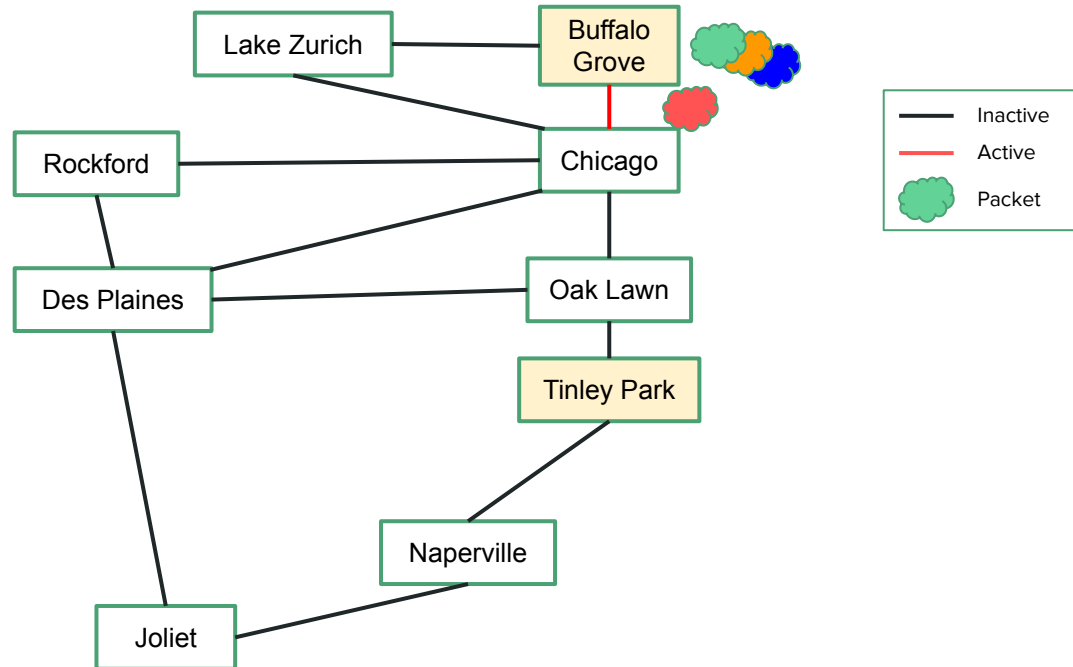 Lake Zurich
Buffalo
Grove
Rockford
Chicago
Des Plaines
Oak Lawn
Tinley Park
Naperville
Joliet
Inactive
Active
Packet